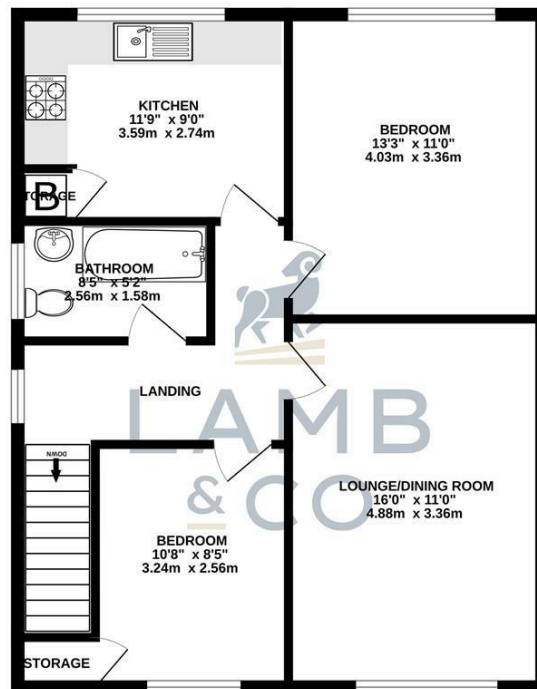 KITCHEN
11'9" x 9'0"
3.59m x 2.74m
BEDROOM
13'3" x 11'0"
4.03m x 3.36m
B
STORAGE
BATHROOM
8'5" x 5'2"
2.56m x 1.58m
LANDING
LAMB
& CO
DOWN
LOUNGE/DINING ROOM
16'0" x 11'0"
4.88m x 3.36m
BEDROOM
10'8" x 8'5"
3.24m x 2.56m
STORAGE